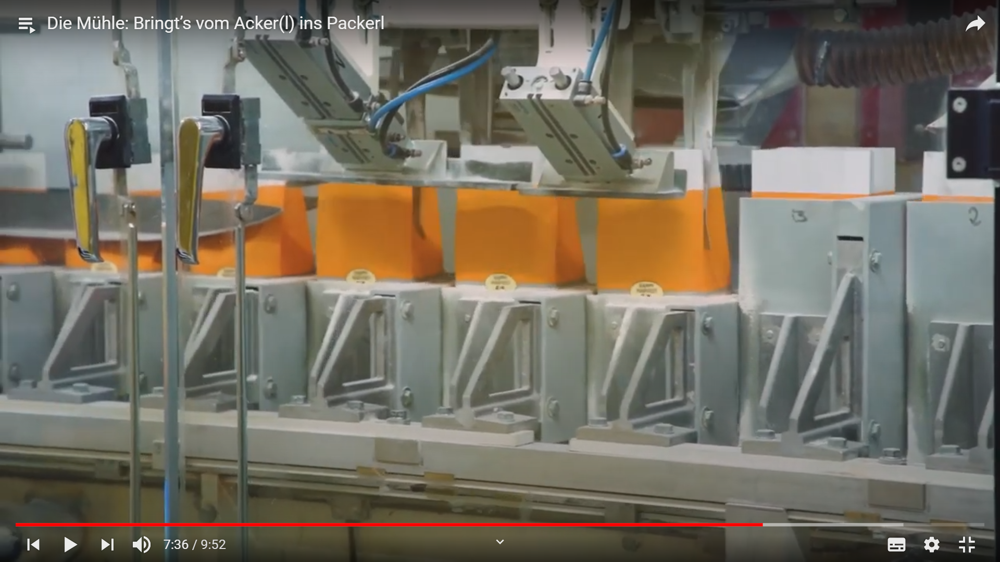 Die Mühle: Bringt’s vom Acker(l) ins Packerl
3
2
7:36 / 9:52